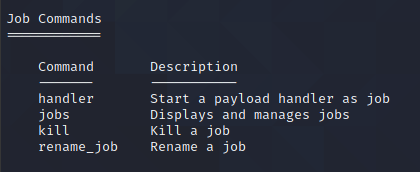 Job Commands
============
Command Description
------- -----------
handler Start a payload handler as job
jobs Displays and manages jobs
kill Kill a job
rename_job Rename a job